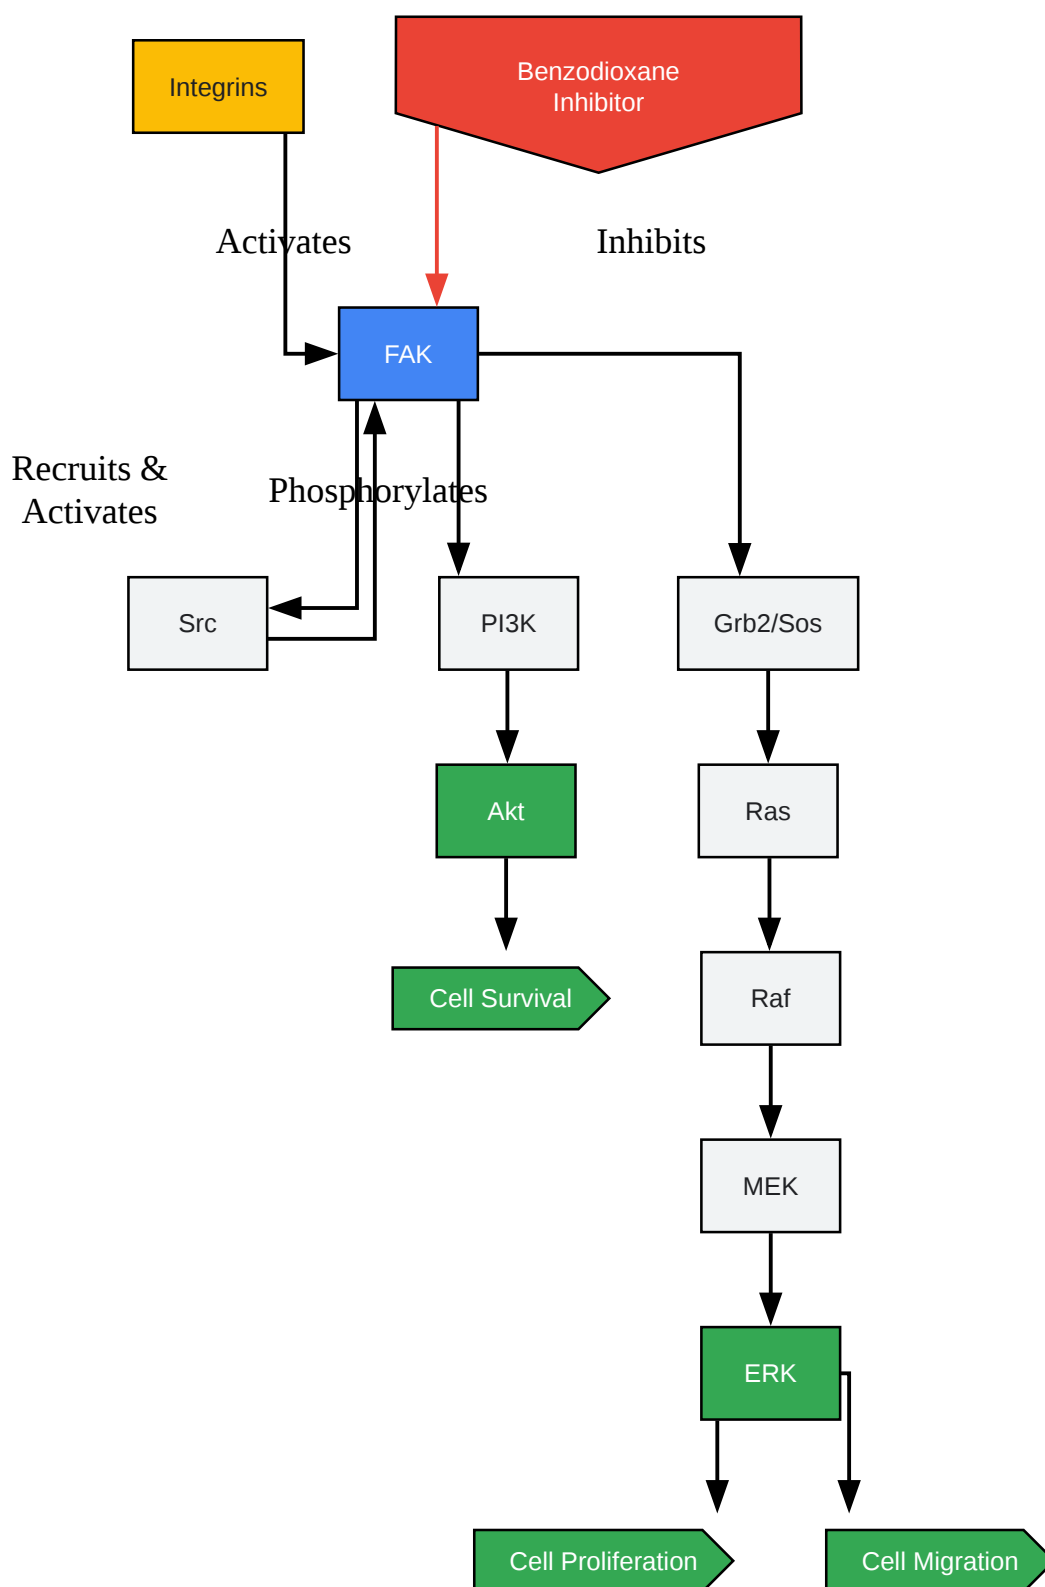 Integrins
Benzodioxane
Inhibitor
Activates
Inhibits
FAK
Recruits &
Activates
Phosphorylates
Src
PI3K
Grb2/Sos
Akt
Ras
Cell Survival
Raf
MEK
ERK
Cell Proliferation
Cell Migration